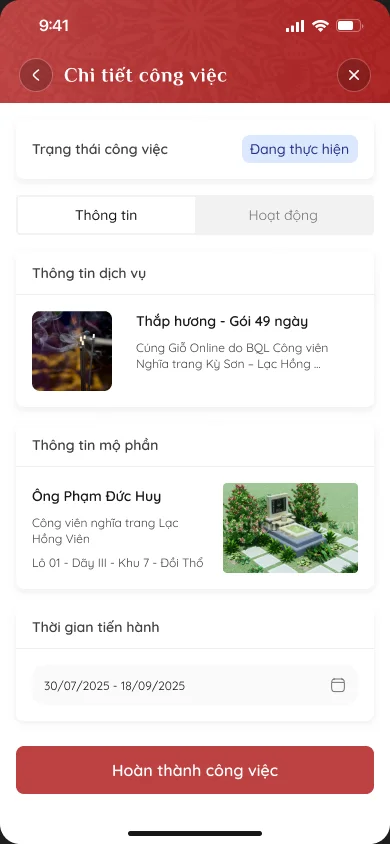 9:41
Chi tiết công việc
Trạng thái công việc
Đang thực hiện
Thông tin
Hoạt động
Thông tin dịch vụ
Thắp hương - Gói 49 ngày
Cúng Giỗ Online do BQL Công viên
Nghĩa trang Kỳ Sơn – Lạc Hồng ...
Thông tin mộ phần
Ông Phạm Đức Huy
Công viên nghĩa trang Lạc
Hồng Viên
Lô 01 - Dãy III - Khu 7 - Đồi Thổ
Thời gian tiến hành
30/07/2025 - 18/09/2025
Hoàn thành công việc